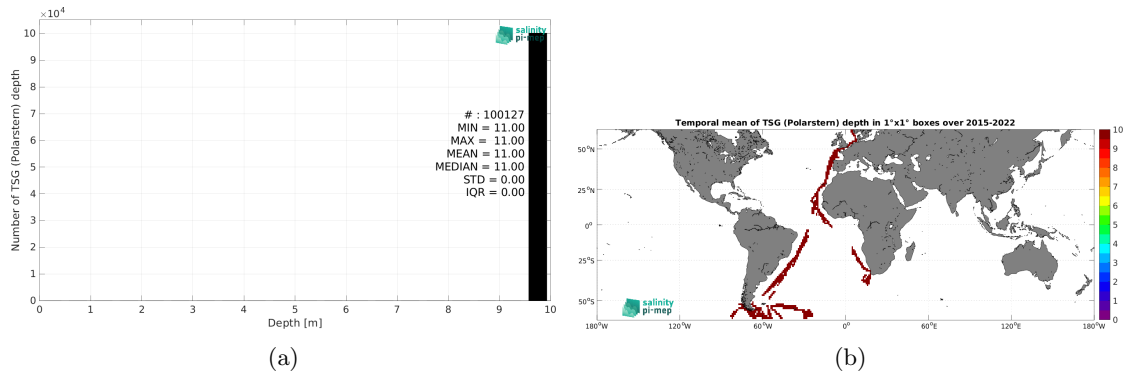 ×10⁴
10
9
8
7
6
5
4
3
2
1
0
Number of TSG (Polarstern) depth
salinity
pi-mep
# : 100127
MIN = 11.00
MAX = 11.00
MEAN = 11.00
MEDIAN = 11.00
STD = 0.00
IQR = 0.00
0 1 2 3 4 5 6 7 8 9 10
Depth [m]
(a)
Temporal mean of TSG (Polarstern) depth in 1°x1° boxes over 2015-2022
50°N
25°N
0°
25°S
50°S
salinity
pi-mep
180°W 120°W 60°W 0° 60°E 120°E 180°W
10
9
8
7
6
5
4
3
2
1
0
(b)